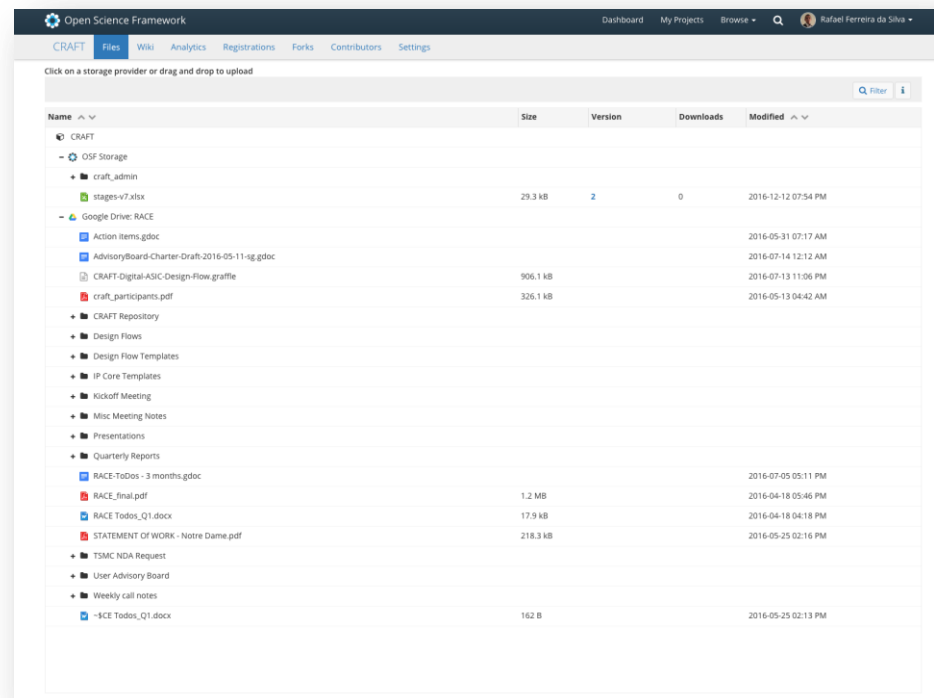 Open Science Framework Dashboard My Projects Browse Rafael Ferreira da Silva
CRAFT Files Wiki Analytics Registrations Forks Contributors Settings
Click on a storage provider or drag and drop to upload
Filter i
Name Size Version Downloads Modified
CRAFT
− OSF Storage
+ craft_admin
stages-v7.xlsx 29.3 kB 2 0 2016-12-12 07:54 PM
− Google Drive: RACE
Action items.gdoc 2016-05-31 07:17 AM
AdvisoryBoard-Charter-Draft-2016-05-11-sg.gdoc 2016-07-14 12:12 AM
CRAFT-Digital-ASIC-Design-Flow.graffle 906.1 kB 2016-07-13 11:06 PM
craft_participants.pdf 326.1 kB 2016-05-13 04:42 AM
+ CRAFT Repository
+ Design Flows
+ Design Flow Templates
+ IP Core Templates
+ Kickoff Meeting
+ Misc Meeting Notes
+ Presentations
+ Quarterly Reports
RACE-ToDos - 3 months.gdoc 2016-07-05 05:11 PM
RACE_final.pdf 1.2 MB 2016-04-18 05:46 PM
RACE Todos_Q1.docx 17.9 kB 2016-04-18 04:18 PM
STATEMENT Of WORK - Notre Dame.pdf 218.3 kB 2016-05-25 02:16 PM
+ TSMC NDA Request
+ User Advisory Board
+ Weekly call notes
~$CE Todos_Q1.docx 162 B 2016-05-25 02:13 PM